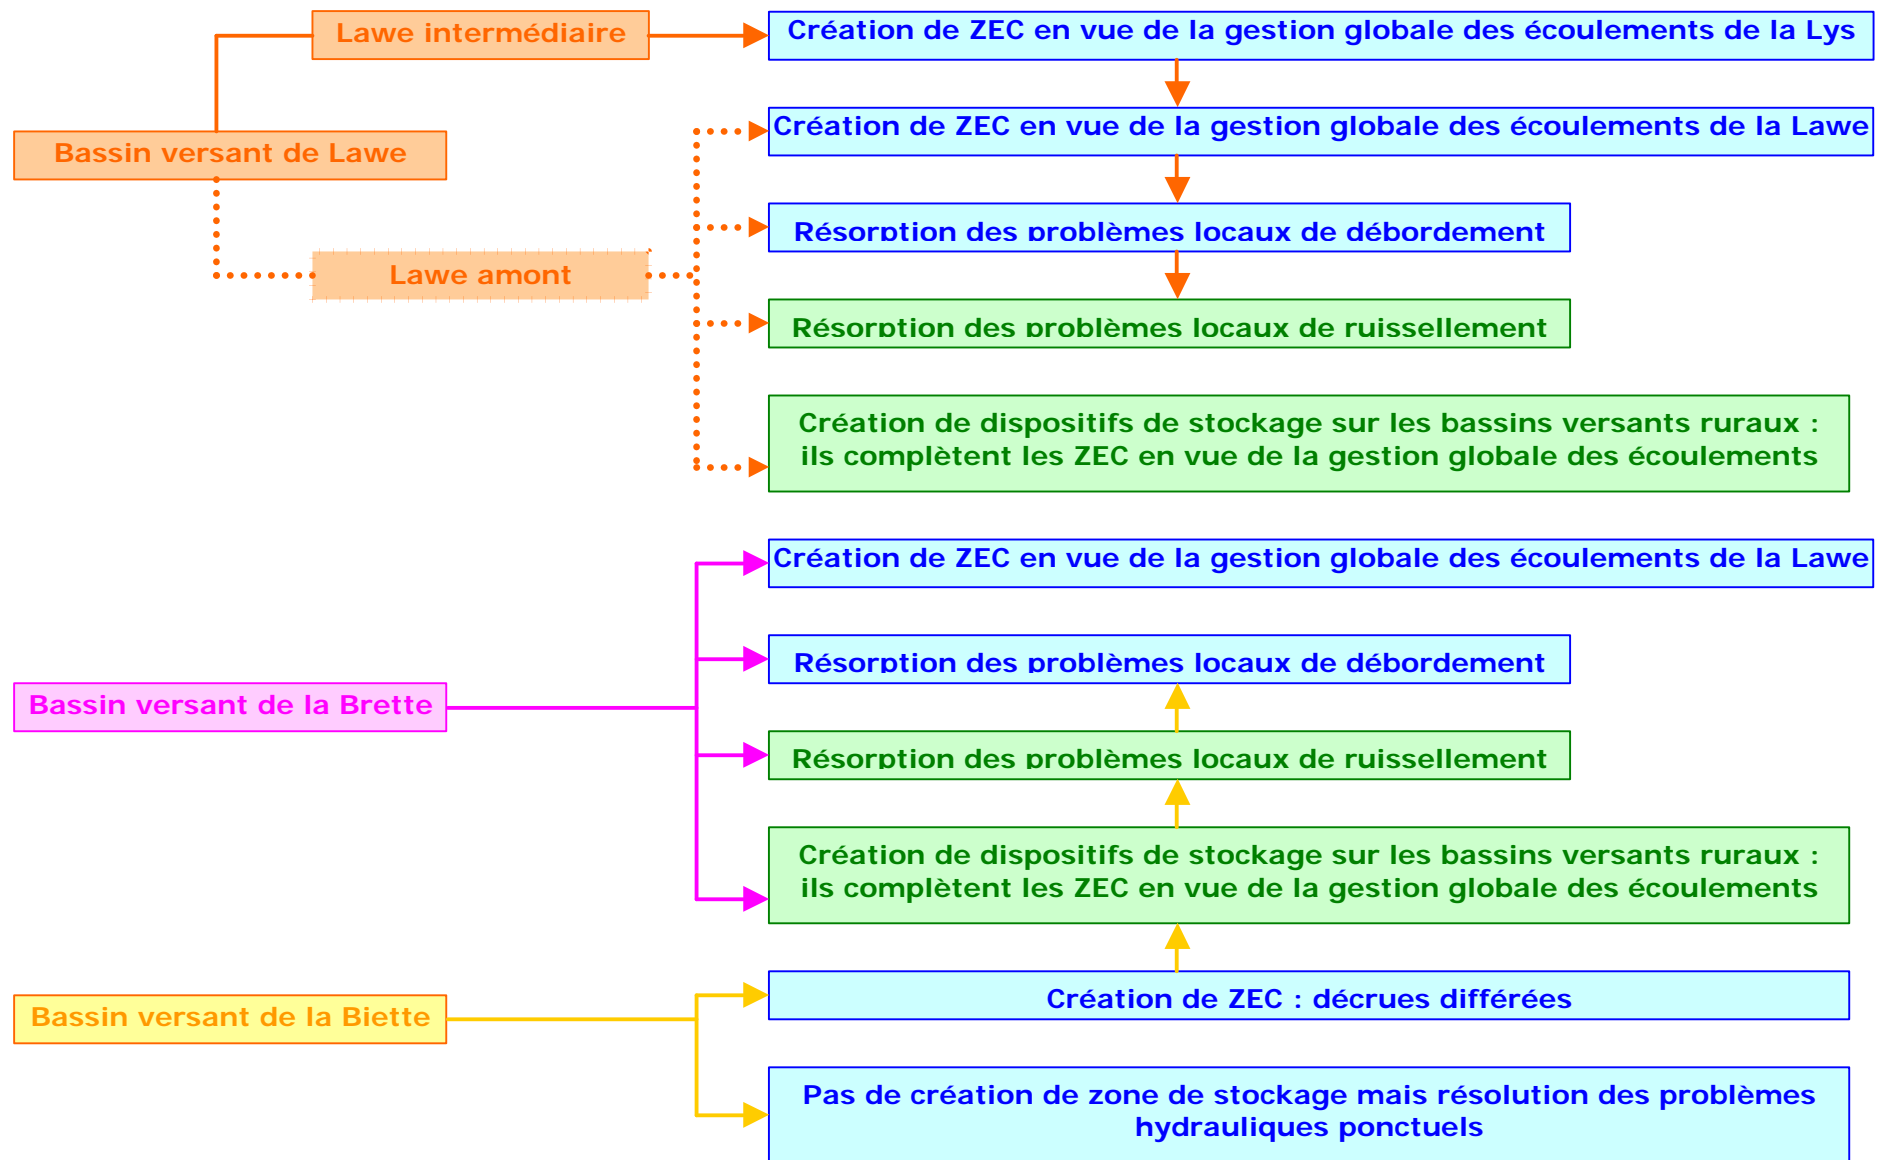 Lawe intermédiaire
Création de ZEC en vue de la gestion globale des écoulements de la Lys
Bassin versant de Lawe
Création de ZEC en vue de la gestion globale des écoulements de la Lawe
Résorption des problèmes locaux de débordement
Lawe amont
Résorption des problèmes locaux de ruissellement
Création de dispositifs de stockage sur les bassins versants ruraux :
ils complètent les ZEC en vue de la gestion globale des écoulements
Création de ZEC en vue de la gestion globale des écoulements de la Lawe
Résorption des problèmes locaux de débordement
Bassin versant de la Brette
Résorption des problèmes locaux de ruissellement
Création de dispositifs de stockage sur les bassins versants ruraux :
ils complètent les ZEC en vue de la gestion globale des écoulements
Création de ZEC : décrues différées
Bassin versant de la Biette
Pas de création de zone de stockage mais résolution des problèmes
hydrauliques ponctuels